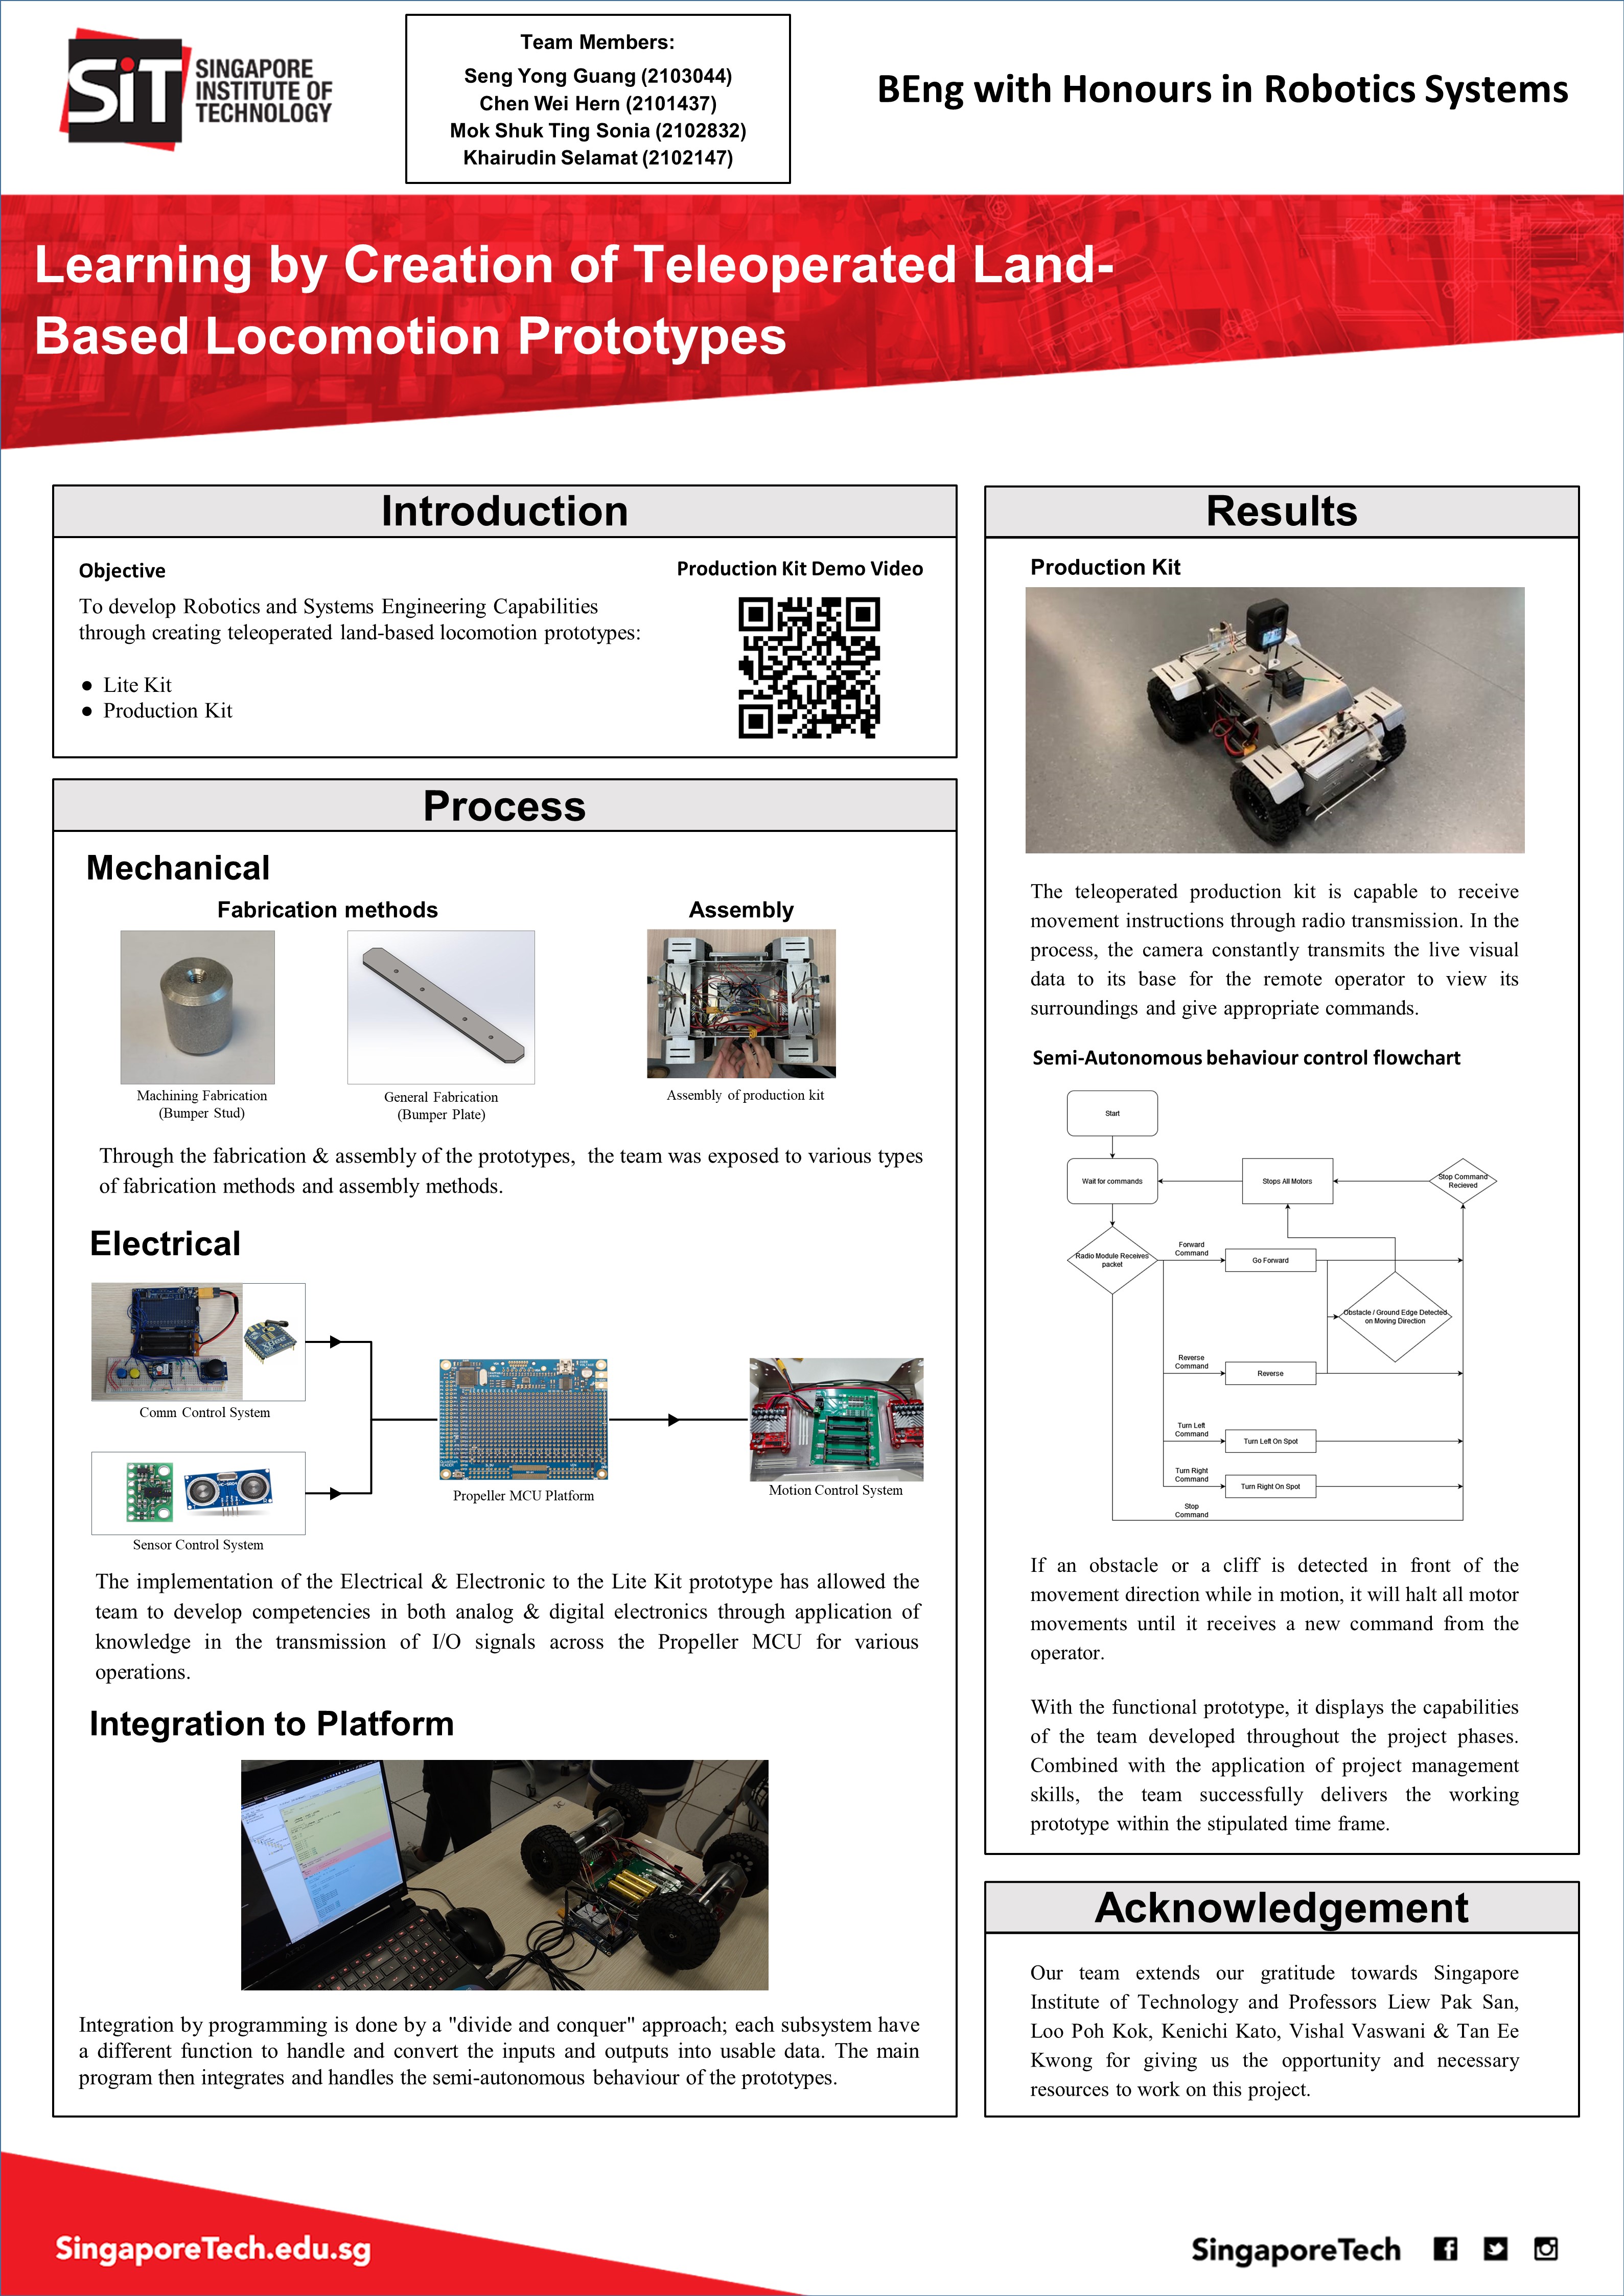 SiT
SINGAPORE
INSTITUTE OF
TECHNOLOGY
Team Members:
Seng Yong Guang (2103044)
Chen Wei Hern (2101437)
Mok Shuk Ting Sonia (2102832)
Khairudin Selamat (2102147)
BEng with Honours in Robotics Systems
Learning by Creation of Teleoperated Land-
Based Locomotion Prototypes
Introduction
Objective
To develop Robotics and Systems Engineering Capabilities
through creating teleoperated land-based locomotion prototypes:
● Lite Kit
● Production Kit
Production Kit Demo Video
Process
Mechanical
Fabrication methods
Assembly
Machining Fabrication
(Bumper Stud)
General Fabrication
(Bumper Plate)
Assembly of production kit
Through the fabrication & assembly of the prototypes, the team was exposed to various types
of fabrication methods and assembly methods.
Electrical
Comm Control System
Sensor Control System
Propeller MCU Platform
Motion Control System
The implementation of the Electrical & Electronic to the Lite Kit prototype has allowed the
team to develop competencies in both analog & digital electronics through application of
knowledge in the transmission of I/O signals across the Propeller MCU for various
operations.
Integration to Platform
Integration by programming is done by a "divide and conquer" approach; each subsystem have
a different function to handle and convert the inputs and outputs into usable data. The main
program then integrates and handles the semi-autonomous behaviour of the prototypes.
Results
Production Kit
The teleoperated production kit is capable to receive
movement instructions through radio transmission. In the
process, the camera constantly transmits the live visual
data to its base for the remote operator to view its
surroundings and give appropriate commands.
Semi-Autonomous behaviour control flowchart
Start
Wait for commands
Stops All Motors
Stop Command
Recieved
Radio Module Receives
packet
Forward
Command
Go Forward
Obstacle / Ground Edge Detected
on Moving Direction
Reverse
Command
Reverse
Turn Left
Command
Turn Left On Spot
Turn Right
Command
Turn Right On Spot
Stop
Command
If an obstacle or a cliff is detected in front of the
movement direction while in motion, it will halt all motor
movements until it receives a new command from the
operator.
With the functional prototype, it displays the capabilities
of the team developed throughout the project phases.
Combined with the application of project management
skills, the team successfully delivers the working
prototype within the stipulated time frame.
Acknowledgement
Our team extends our gratitude towards Singapore
Institute of Technology and Professors Liew Pak San,
Loo Poh Kok, Kenichi Kato, Vishal Vaswani & Tan Ee
Kwong for giving us the opportunity and necessary
resources to work on this project.
SingaporeTech.edu.sg
SingaporeTech